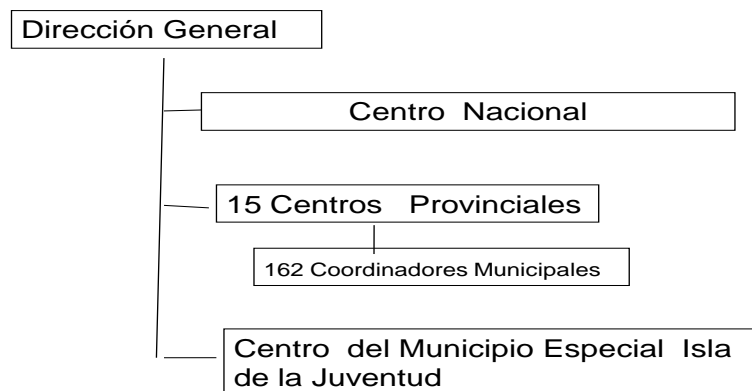 Dirección General
Centro Nacional
15 Centros Provinciales
162 Coordinadores Municipales
Centro del Municipio Especial Isla
de la Juventud